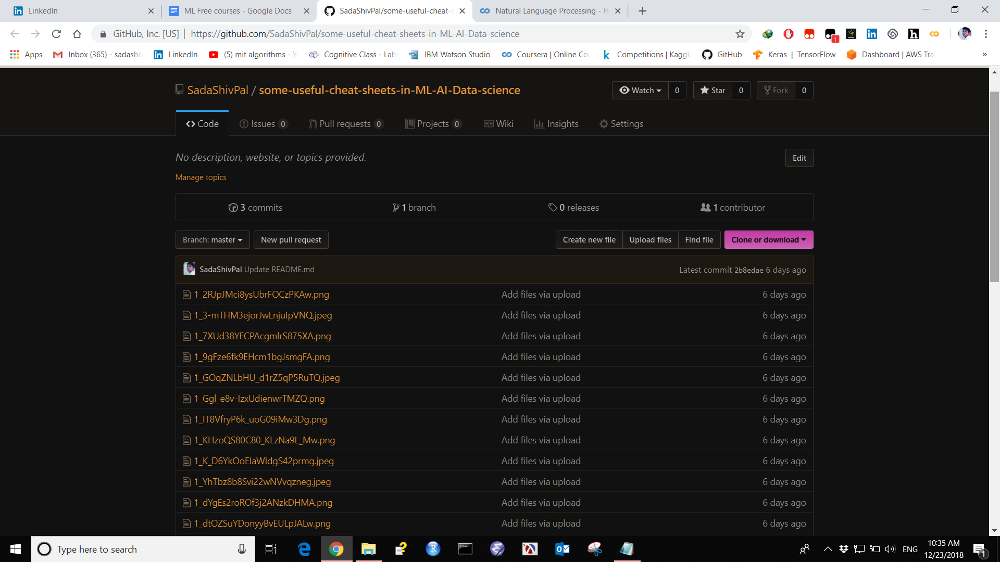 LinkedIn
ML Free courses - Google Docs
SadaShivPal/some-useful-cheat-s
Natural Language Processing - H
GitHub, Inc. [US] | https://github.com/SadaShivPal/some-useful-cheat-sheets-in-ML-AI-Data-science
1
Apps
Inbox (365) - sadashi
LinkedIn
(5) mit algorithms - Y
Cognitive Class - Lab
IBM Watson Studio
Coursera | Online Co
Competitions | Kaggl
GitHub
Keras | TensorFlow
Dashboard | AWS Tra
»
SadaShivPal / some-useful-cheat-sheets-in-ML-AI-Data-science
Watch 0
Star 0
Fork 0
Code
Issues 0
Pull requests 0
Projects 0
Wiki
Insights
Settings
No description, website, or topics provided.
Edit
Manage topics
3 commits
1 branch
0 releases
1 contributor
Branch: master
New pull request
Create new file
Upload files
Find file
Clone or download
SadaShivPal Update README.md
Latest commit 2b8edae 6 days ago
1_2RJpJMci8ysUbrFOCzPKAw.png Add files via upload 6 days ago
1_3-mTHM3ejorJwLnjuIpVNQ.jpeg Add files via upload 6 days ago
1_7XUd38YFCPAcgmlrS875XA.png Add files via upload 6 days ago
1_9gFze6fk9EHcm1bgJsmgFA.png Add files via upload 6 days ago
1_GOqZNLbHU_d1rZ5qP5RuTQ.jpeg Add files via upload 6 days ago
1_Ggl_e8v-IzxUdienwrTMZQ.png Add files via upload 6 days ago
1_IT8VfryP6k_uoG09iMw3Dg.png Add files via upload 6 days ago
1_KHzoQS80C80_KLzNa9L_Mw.png Add files via upload 6 days ago
1_K_D6YkOoEIaWIdgS42prmg.jpeg Add files via upload 6 days ago
1_YhTbz8b8Svi22wNVvqzneg.jpeg Add files via upload 6 days ago
1_dYgEs2roROf3j2ANzkDHMA.png Add files via upload 6 days ago
1_dtOZSuYDonyyBvEULpJALw.png Add files via upload 6 days ago
Type here to search
ENG
10:35 AM
12/23/2018
1